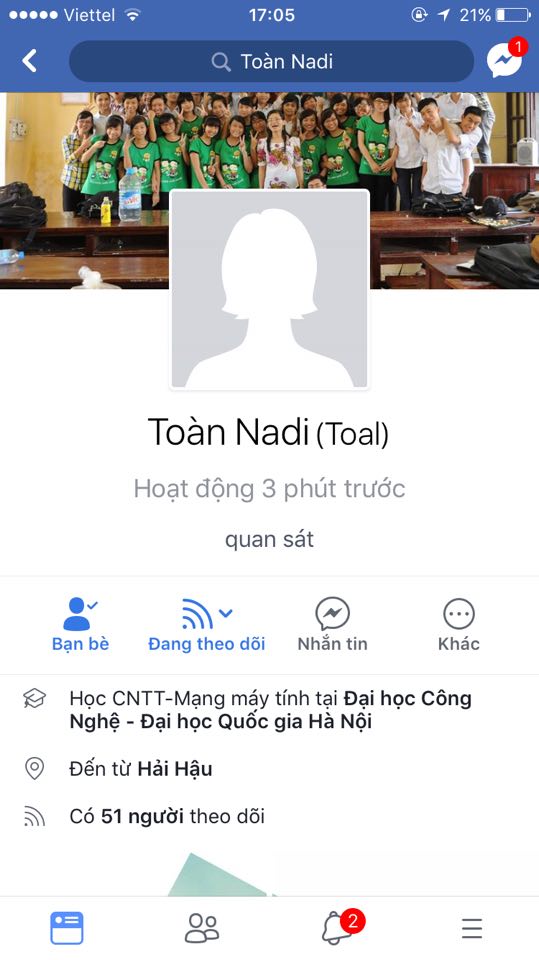 Viettel 17:05 21%
Toàn Nadi
1
Toàn Nadi (Toal)
Hoạt động 3 phút trước
quan sát
Bạn bè Đang theo dõi Nhắn tin Khác
Học CNTT-Mạng máy tính tại Đại học Công
Nghệ - Đại học Quốc gia Hà Nội
Đến từ Hải Hậu
Có 51 người theo dõi
2